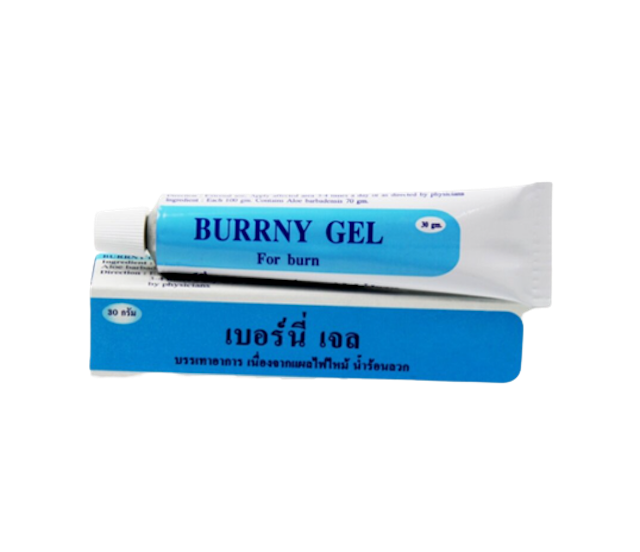 Ingredient : Each 100 gm. Contains Aloe barbadensis 70 gm.
BURRNY GEL
30 gm.
For burn
Ingredient
Direction :
by physicians
30 กรัม
เบอร์นี่ เจล
บรรเทาอาการ เนื่องจากแผลไฟไหม้ น้ำร้อนลวก